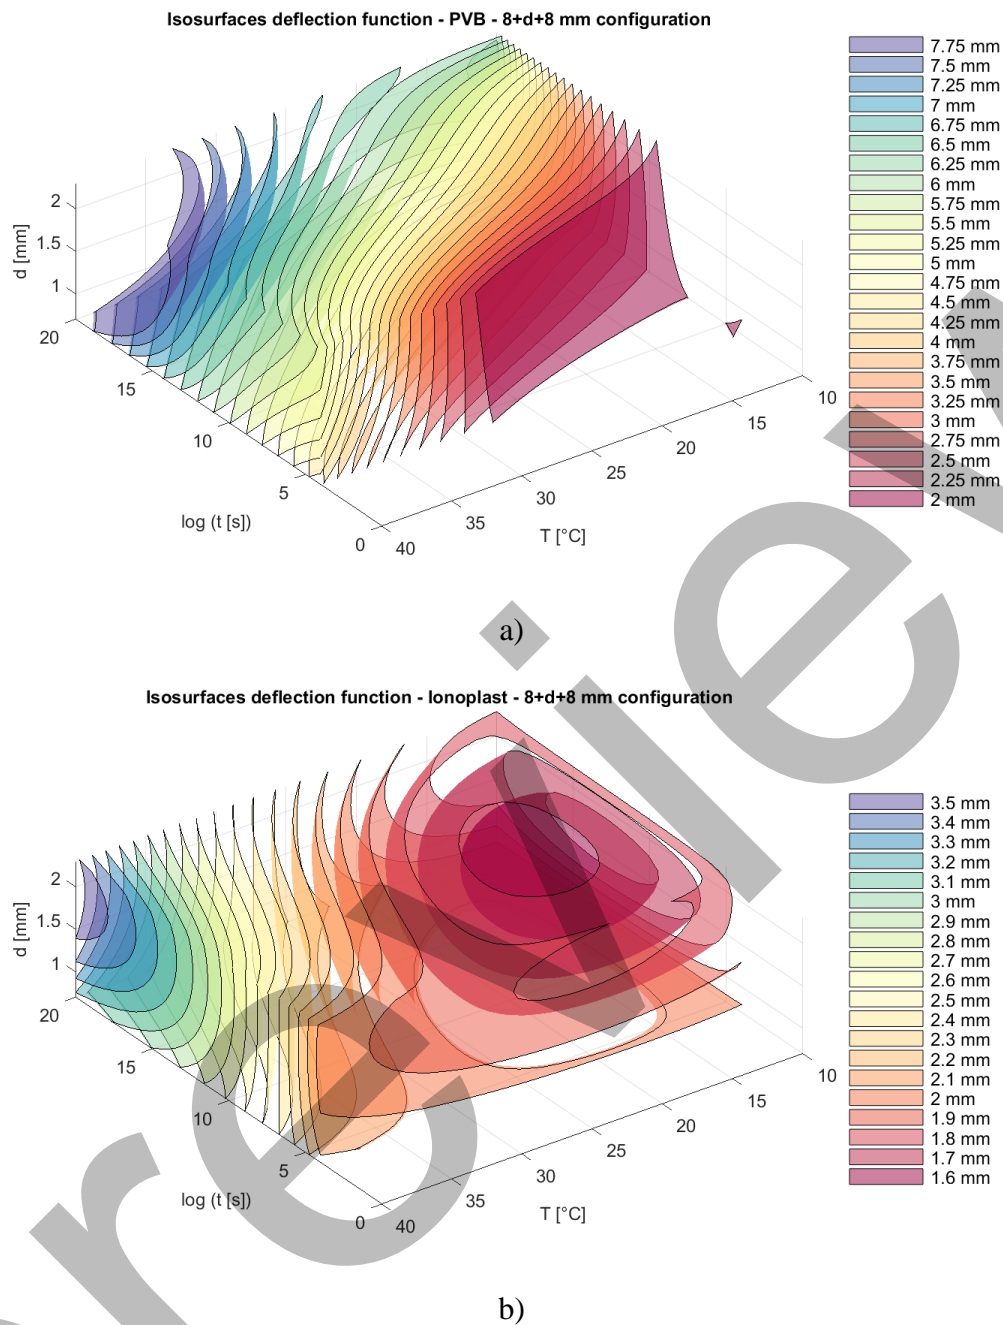 Isosurfaces deflection function - PVB - 8+d+8 mm configuration
7.75 mm
7.5 mm
7.25 mm
7 mm
6.75 mm
6.5 mm
6.25 mm
6 mm
5.75 mm
5.5 mm
5.25 mm
5 mm
4.75 mm
4.5 mm
4.25 mm
4 mm
3.75 mm
3.5 mm
3.25 mm
3 mm
2.75 mm
2.5 mm
2.25 mm
2 mm
2
1.5
1
d [mm]
20
15
10
5
0
log (t [s])
40
35
30
25
20
15
10
T [°C]
a)
Isosurfaces deflection function - Ionoplast - 8+d+8 mm configuration
3.5 mm
3.4 mm
3.3 mm
3.2 mm
3.1 mm
3 mm
2.9 mm
2.8 mm
2.7 mm
2.6 mm
2.5 mm
2.4 mm
2.3 mm
2.2 mm
2.1 mm
2 mm
1.9 mm
1.8 mm
1.7 mm
1.6 mm
2
1.5
1
d [mm]
20
15
10
5
0
log (t [s])
40
35
30
25
20
15
10
T [°C]
b)